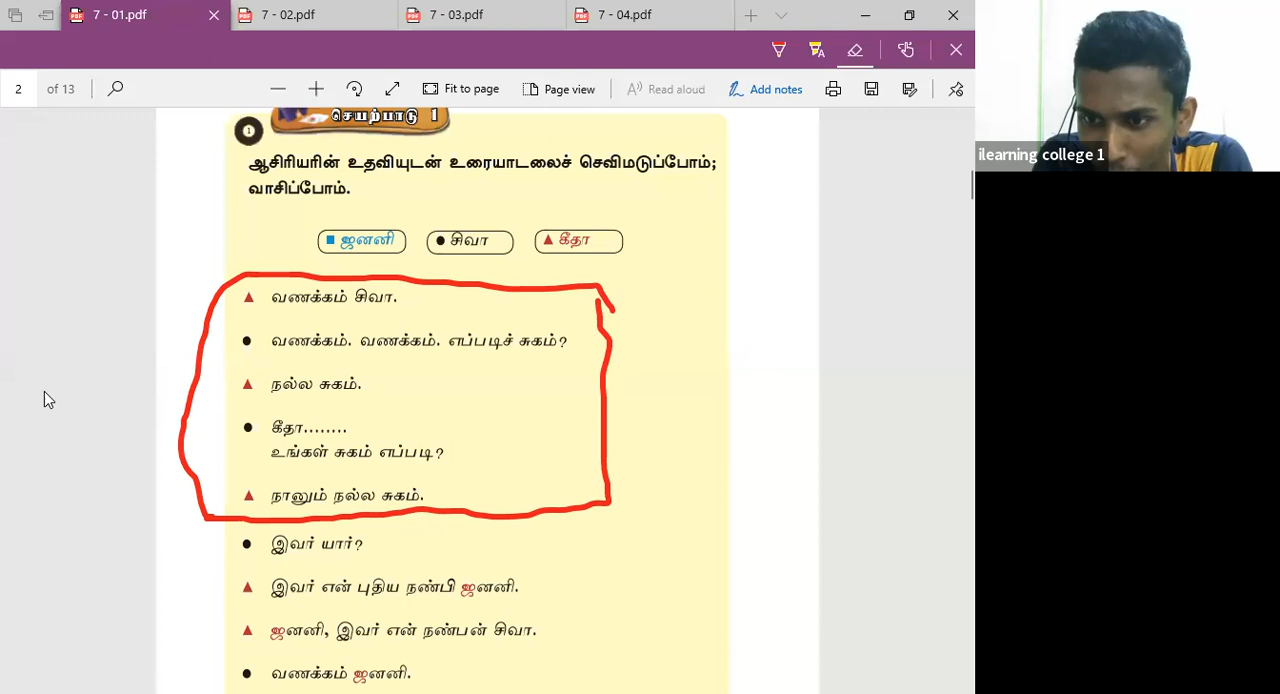 7 - 01.pdf
7 - 02.pdf
7 - 03.pdf
7 - 04.pdf
2 of 13
Fit to page
Page view
Read aloud
Add notes
ilearning college 1
செயற்பாடு 1
1
ஆசிரியரின் உதவியுடன் உரையாடலைச் செவிமடுப்போம்;
வாசிப்போம்.
ஜனனி
சிவா
கீதா
வணக்கம் சிவா.
வணக்கம். வணக்கம். எப்படிச் சுகம்?
நல்ல சுகம்.
கீதா........
உங்கள் சுகம் எப்படி?
நானும் நல்ல சுகம்.
இவர் யார்?
இவர் என் புதிய நண்பி ஜனனி.
ஜனனி, இவர் என் நண்பன் சிவா.
வணக்கம் ஜனனி.